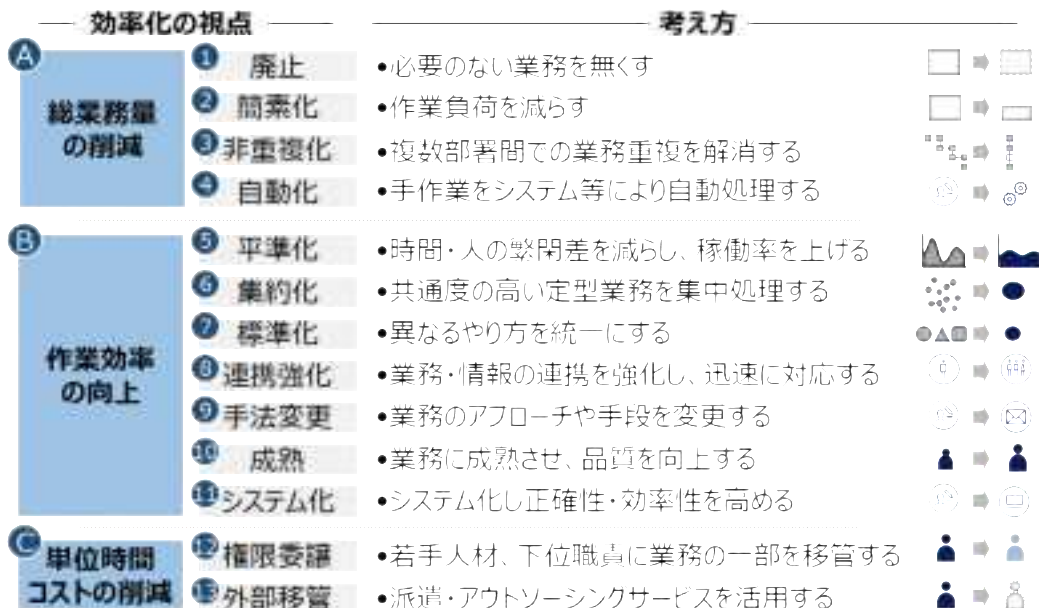 効率化の視点 考え方
A
総業務量
の削減
1 廃止 •必要のない業務を無くす
2 簡素化 •作業負荷を減らす
3 非重複化 •複数部署間での業務重複を解消する
4 自動化 •手作業をシステム等により自動処理する
B
作業効率
の向上
5 平準化 •時間・人の繁閑差を減らし、稼働率を上げる
6 集約化 •共通度の高い定型業務を集中処理する
7 標準化 •異なるやり方を統一にする
8 連携強化 •業務・情報の連携を強化し、迅速に対応する
9 手法変更 •業務のアプローチや手段を変更する
10 成熟 •業務に成熟させ、品質を向上する
11 システム化 •システム化し正確性・効率性を高める
C
単位時間
コストの削減
12 権限委譲 •若手人材、下位職員に業務の一部を移管する
13 外部移管 •派遣・アウトソーシングサービスを活用する